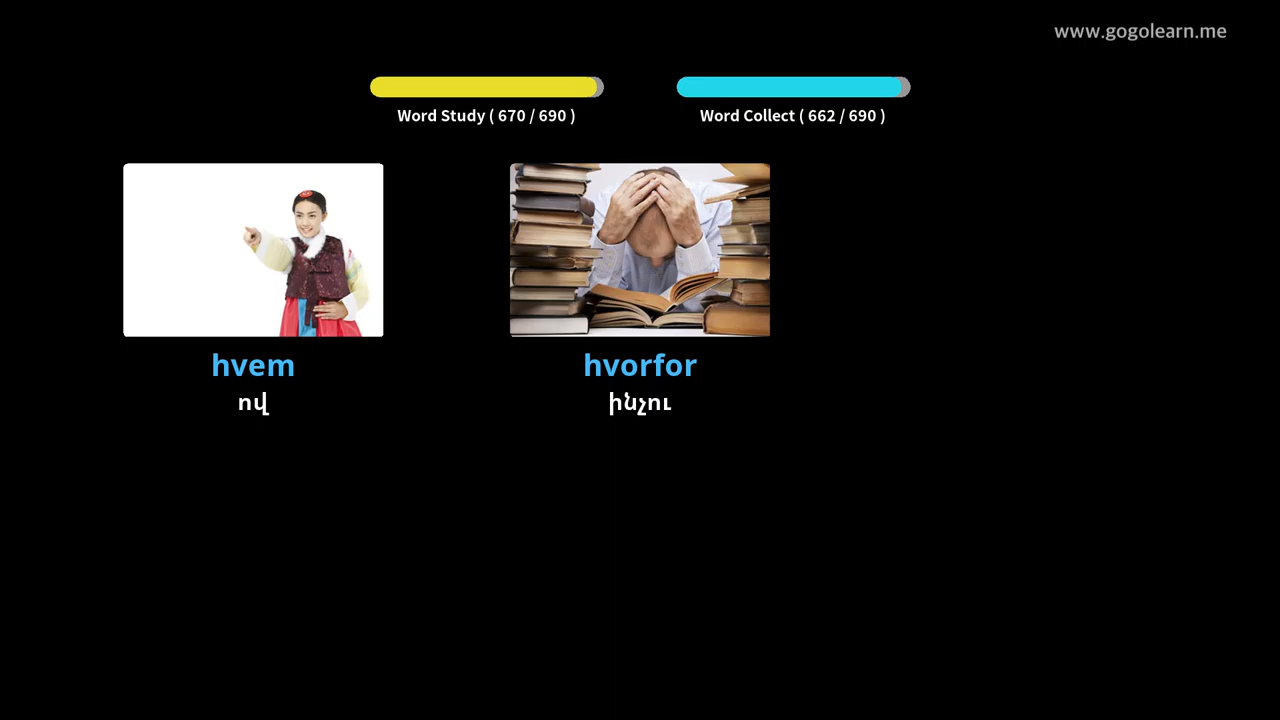 www.gogolearn.me
Word Study ( 670 / 690 )
Word Collect ( 662 / 690 )
hvem
ով
hvorfor
ինչու